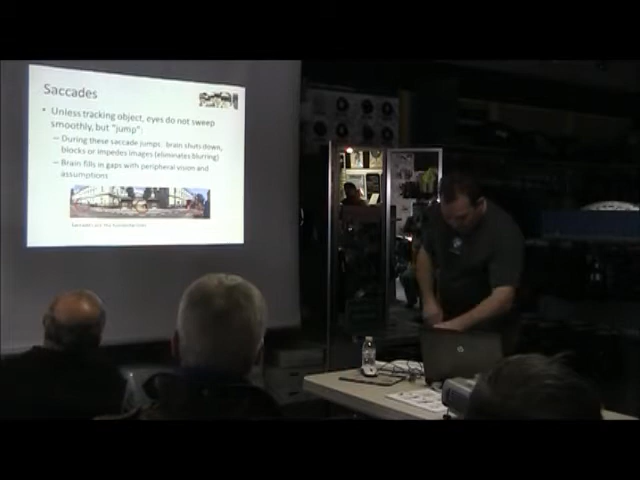 Saccades
• Unless tracking object, eyes do not sweep
smoothly, but "jump":
– During these saccade jumps: brain shuts down,
blocks or impedes images (eliminates blurring)
– Brain fills in gaps with peripheral vision and
assumptions
hp